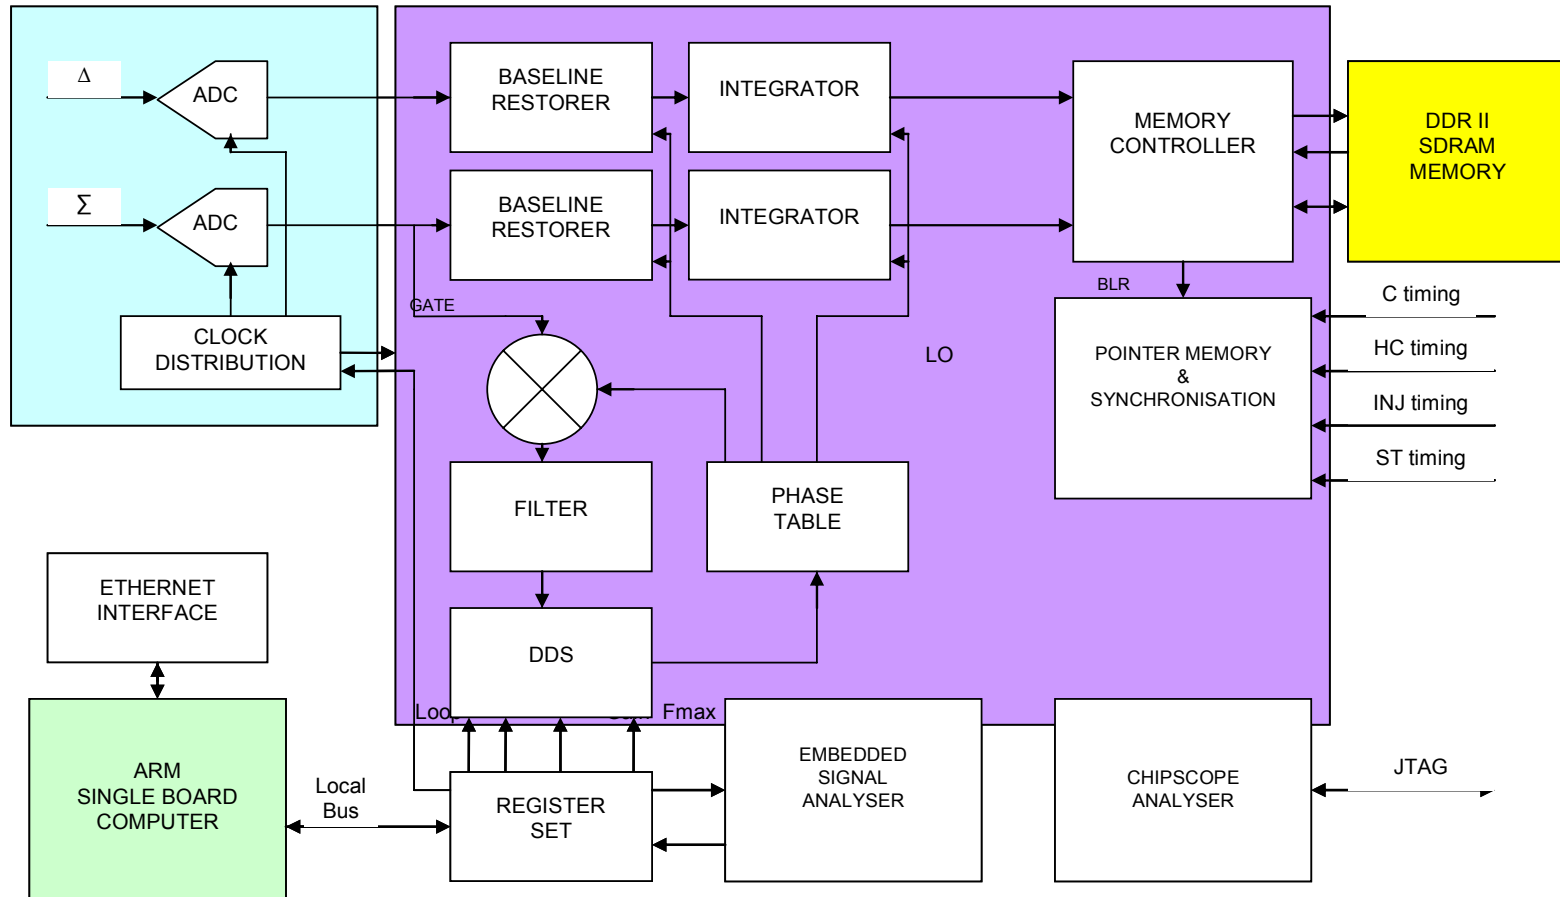 Δ
ADC
BASELINE
RESTORER
INTEGRATOR
MEMORY
CONTROLLER
DDR II
SDRAM
MEMORY
Σ
ADC
BASELINE
RESTORER
INTEGRATOR
CLOCK
DISTRIBUTION
GATE
BLR
LO
POINTER MEMORY
&
SYNCHRONISATION
C timing
HC timing
INJ timing
ST timing
FILTER
PHASE
TABLE
ETHERNET
INTERFACE
DDS
Loop
Fmax
ARM
SINGLE BOARD
COMPUTER
Local
Bus
REGISTER
SET
EMBEDDED
SIGNAL
ANALYSER
CHIPSCOPE
ANALYSER
JTAG